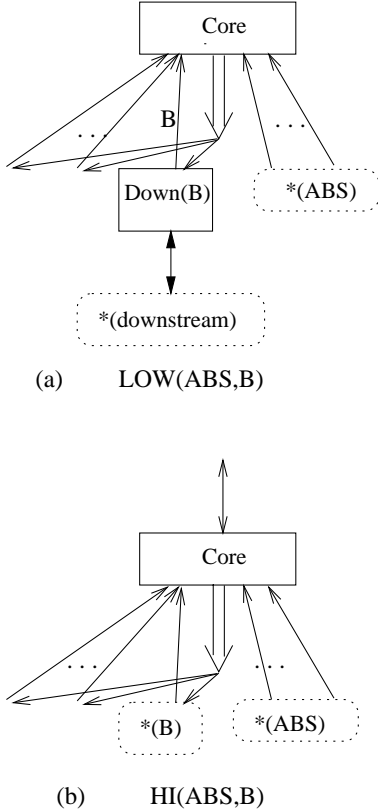 Core
. . .
B
. . .
Down(B)
*(ABS)
*(downstream)
(a) LOW(ABS,B)
Core
. . .
. . .
*(B)
*(ABS)
(b) HI(ABS,B)